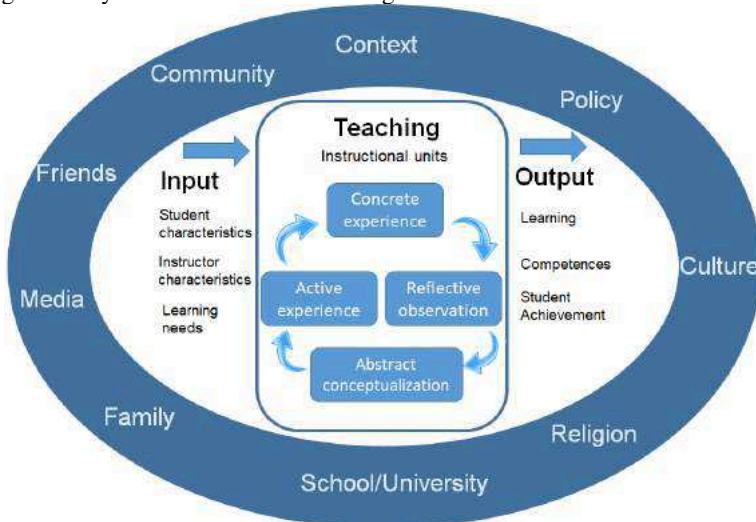 Context
Community
Policy
Friends
Culture
Media
Family
Religion
School/University
Input
Student
characteristics
Instructor
characteristics
Learning
needs
Teaching
Instructional units
Concrete
experience
Reflective
observation
Abstract
conceptualization
Active
experience
Output
Learning
Competences
Student
Achievement